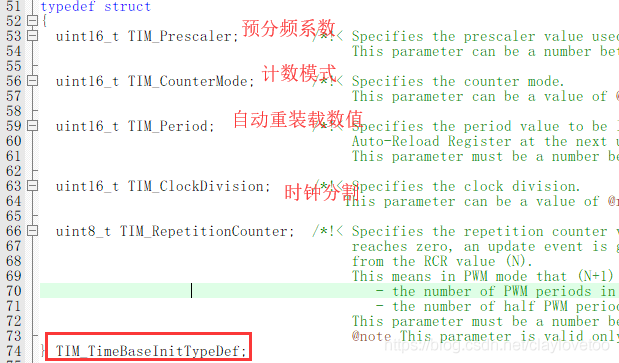 51 typedef struct
52 {
53 uint16_t TIM_Prescaler; 预分频系数 /*!< Specifies the prescaler value used
54 This parameter can be a number bet
55
56 uint16_t TIM_CounterMode; 计数模式 /*!< Specifies the counter mode.
57 This parameter can be a value of @
58
59 uint16_t TIM_Period; 自动重装载数值 /*!< Specifies the period value to be l
60 Auto-Reload Register at the next u
61 This parameter must be a number be
62
63 uint16_t TIM_ClockDivision; 时钟分割 /*!< Specifies the clock division.
64 This parameter can be a value of @r
65
66 uint8_t TIM_RepetitionCounter; /*!< Specifies the repetition counter v
67 reaches zero, an update event is g
68 from the RCR value (N).
69 This means in PWM mode that (N+1)
70 - the number of PWM periods in
71 - the number of half PWM period
72 This parameter must be a number be
73 @note This parameter is valid only
74 } TIM_TimeBaseInitTypeDef;
https://blog.csdn.net/claylovetoo